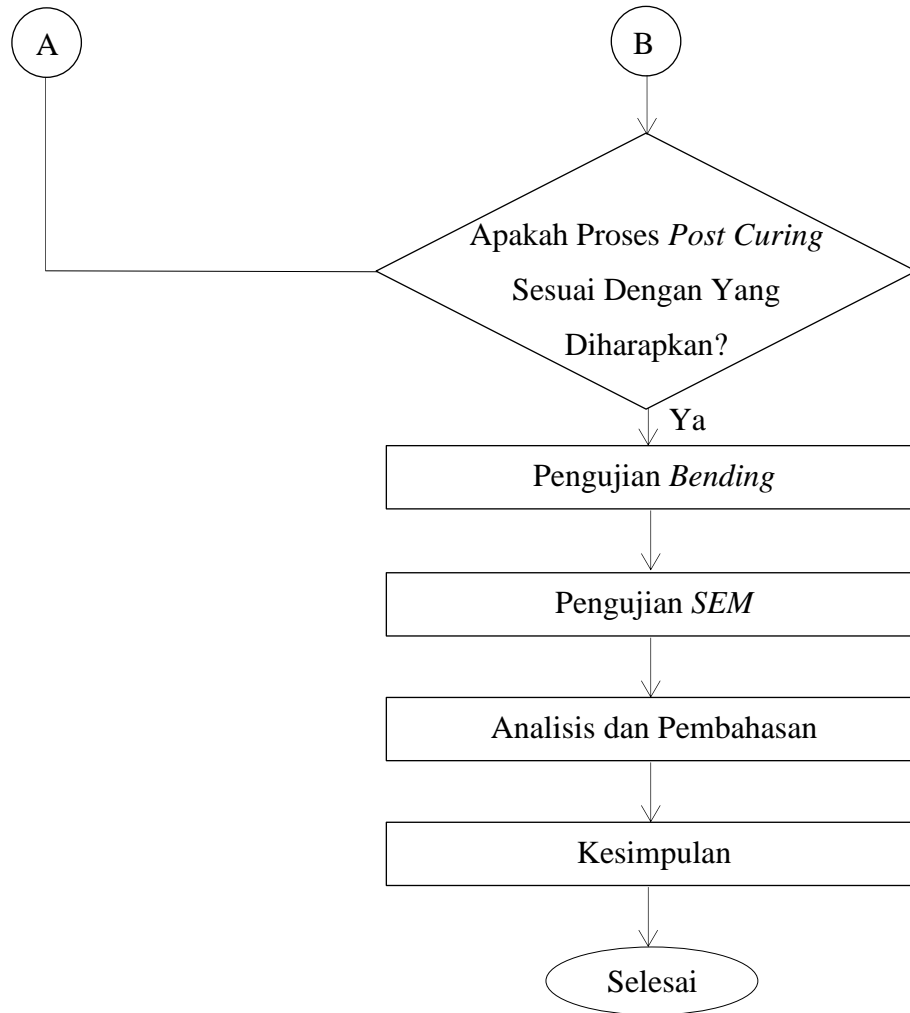 A
B
Apakah Proses Post Curing
Sesuai Dengan Yang
Diharapkan?
Ya
Pengujian Bending
Pengujian SEM
Analisis dan Pembahasan
Kesimpulan
Selesai